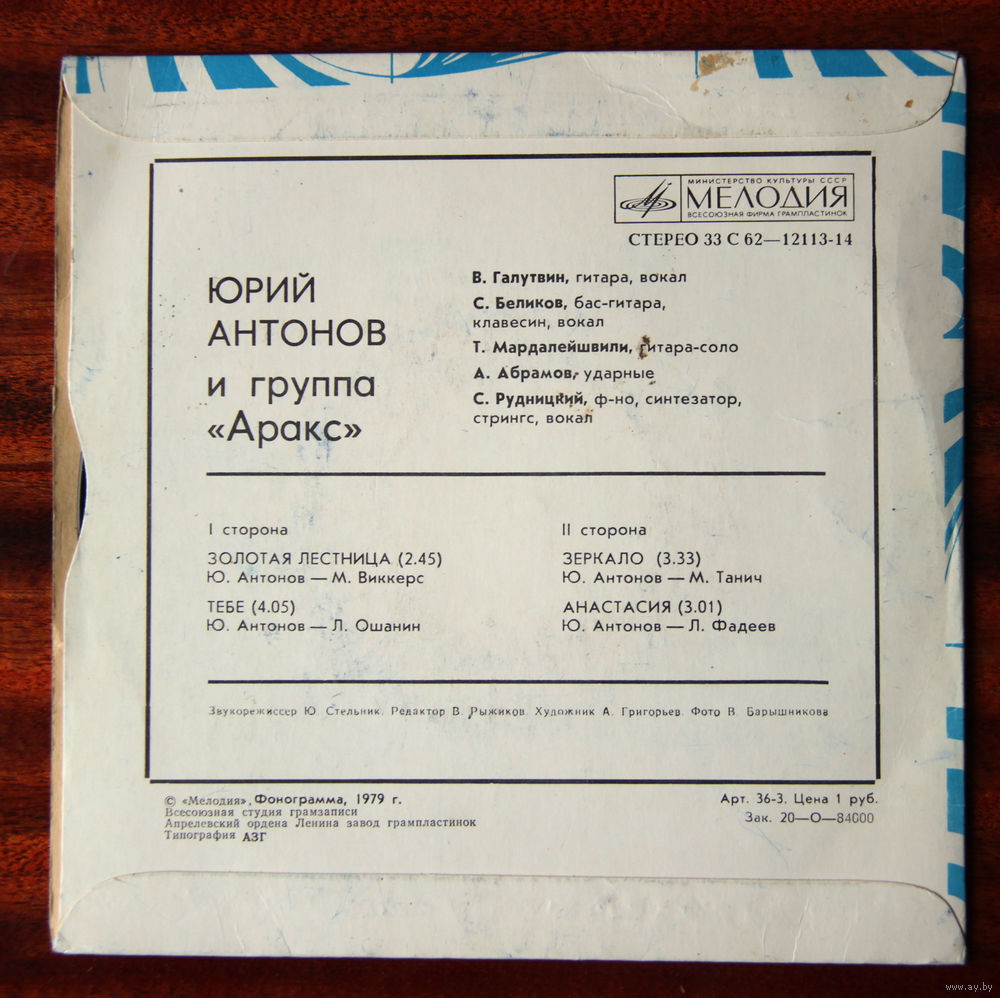 МИНИСТЕРСТВО КУЛЬТУРЫ СССР
МЕЛОДИЯ
ВСЕСОЮЗНАЯ ФИРМА ГРАМПЛАСТИНОК
СТЕРЕО 33 С 62—12113-14
ЮРИЙ
АНТОНОВ
и группа
«Аракс»
В. Галутвин, гитара, вокал
С. Беликов, бас-гитара,
клавесин, вокал
Т. Мардалейшвили, гитара-соло
А. Абрамов, ударные
С. Рудницкий, ф-но, синтезатор,
стрингс, вокал
I сторона
ЗОЛОТАЯ ЛЕСТНИЦА (2.45)
Ю. Антонов — М. Виккерс
ТЕБЕ (4.05)
Ю. Антонов — Л. Ошанин
II сторона
ЗЕРКАЛО (3.33)
Ю. Антонов — М. Танич
АНАСТАСИЯ (3.01)
Ю. Антонов — Л. Фадеев
Звукорежиссер Ю. Стельник. Редактор В. Рыжиков. Художник А. Григорьев. Фото В. Барышникова
© «Мелодия», Фонограмма, 1979 г.
Всесоюзная студия грамзаписи
Апрелевский ордена Ленина завод грампластинок
Типография АЗГ
Арт. 36-3. Цена 1 руб.
Зак. 20—О—84000
www.ay.by